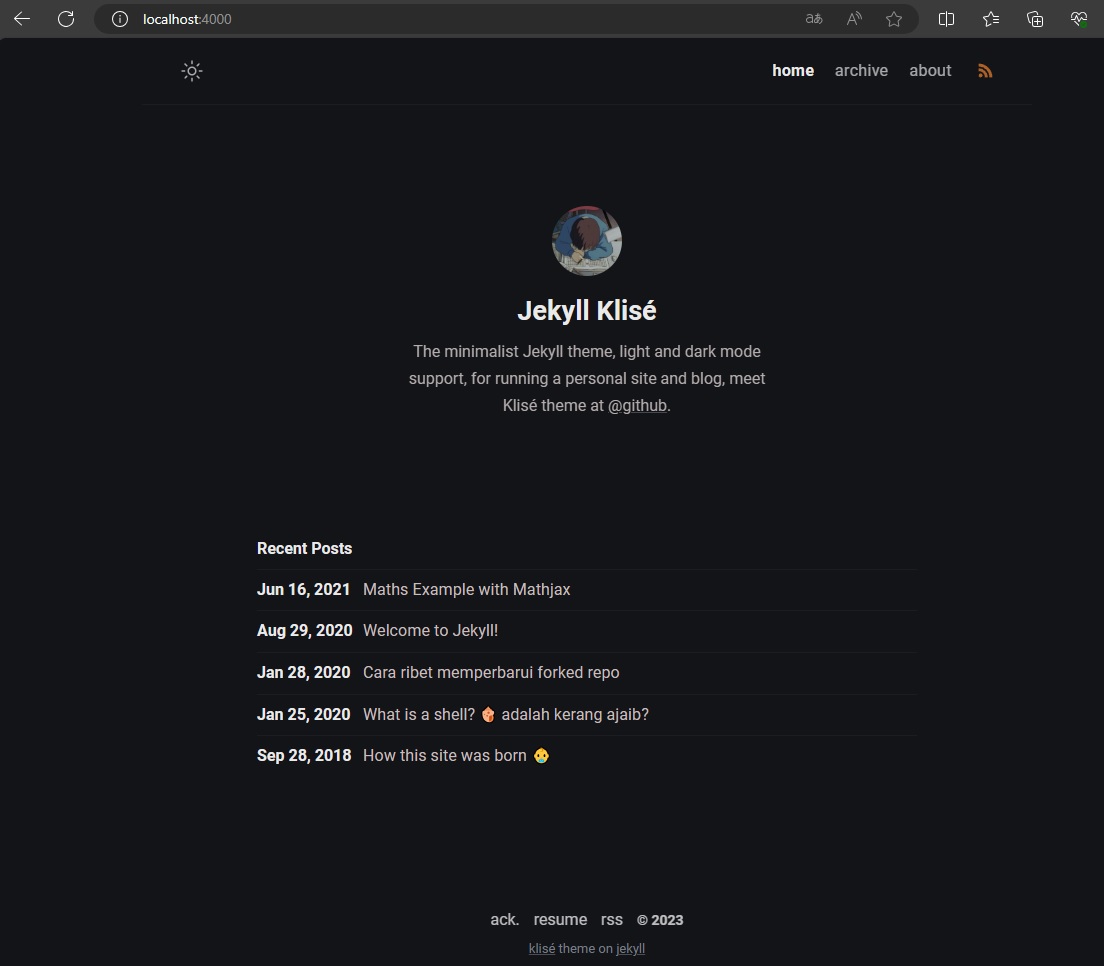 localhost:4000
home archive about
Jekyll Klisé
The minimalist Jekyll theme, light and dark mode
support, for running a personal site and blog, meet
Klisé theme at @github.
Recent Posts
Jun 16, 2021 Maths Example with Mathjax
Aug 29, 2020 Welcome to Jekyll!
Jan 28, 2020 Cara ribet memperbarui forked repo
Jan 25, 2020 What is a shell? adalah kerang ajaib?
Sep 28, 2018 How this site was born 😷
ack. resume rss © 2023
klisé theme on jekyll